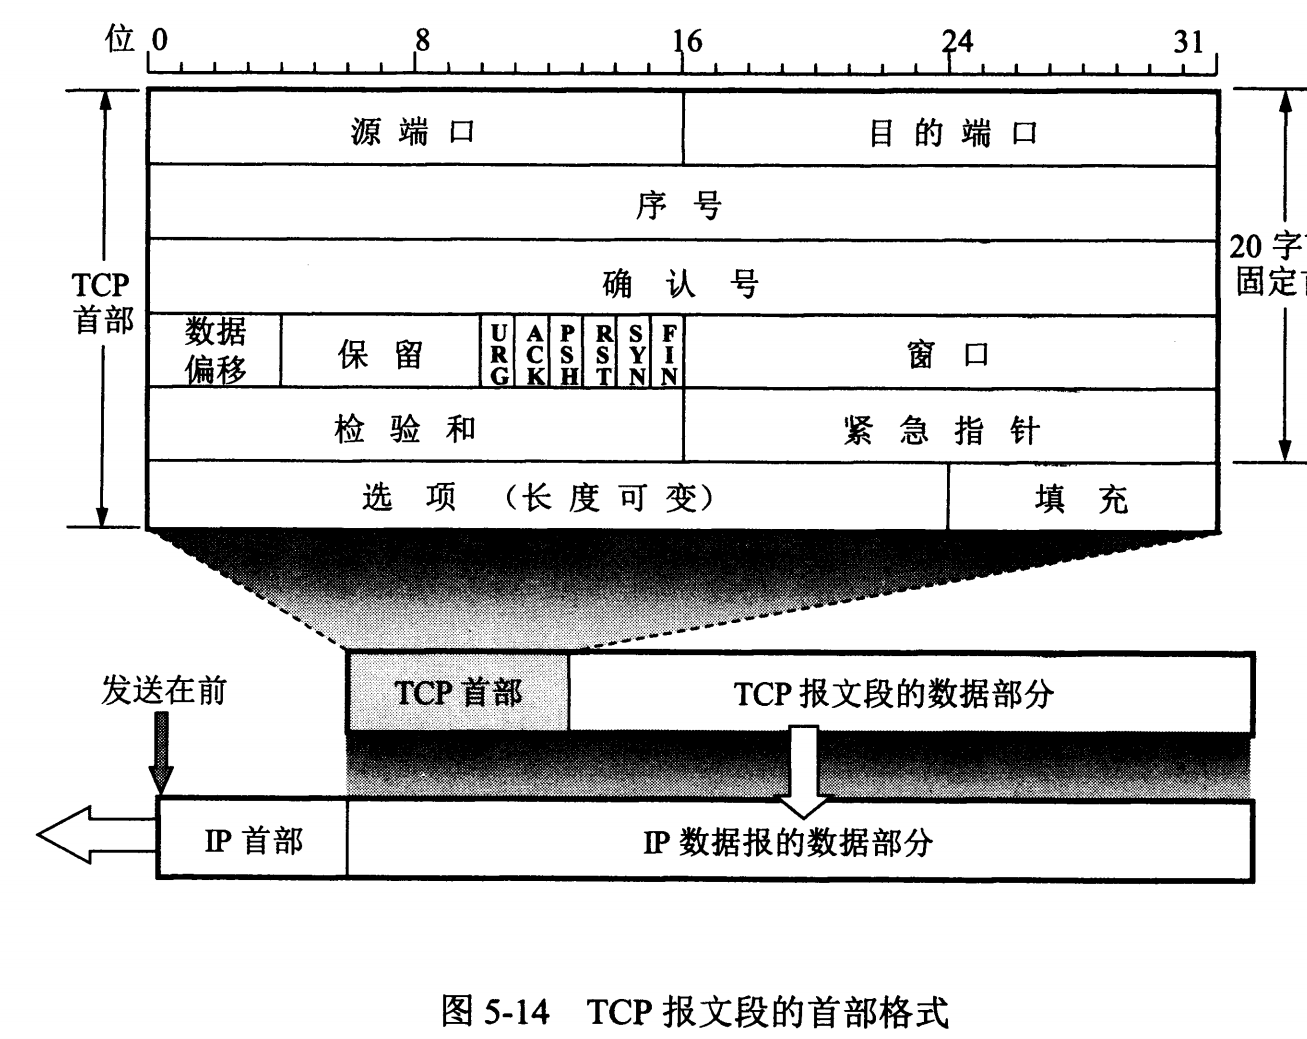 位 0 8 16 24 31
源端口 目的端口
序号
确认号
TCP
首部
20 字
固定
数据
偏移
保留
URG
ACK
PSH
RST
SYN
FIN
窗口
检验和 紧急指针
选项（长度可变） 填充
发送在前
TCP 首部 TCP 报文段的数据部分
IP 首部 IP 数据报的数据部分
图 5-14 TCP 报文段的首部格式